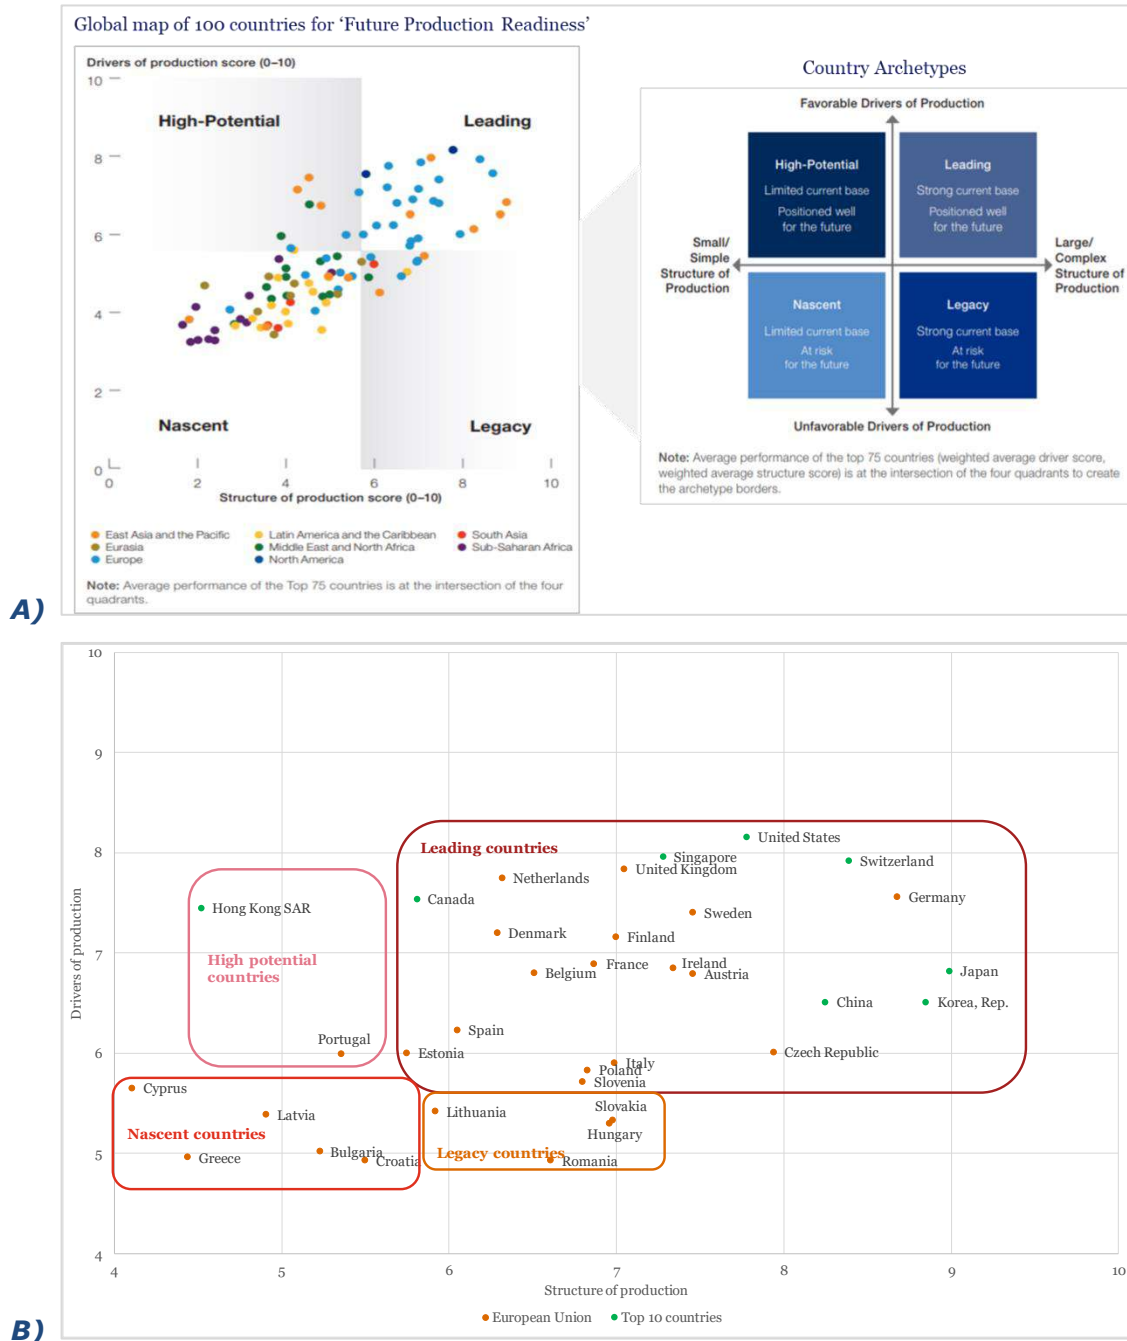 Global map of 100 countries for 'Future Production Readiness'
Drivers of production score (0–10)
10
8
6
4
2
0
High-Potential
Leading
Nascent
Legacy
0
2
4
6
8
10
Structure of production score (0–10)
East Asia and the Pacific
Eurasia
Europe
Latin America and the Caribbean
Middle East and North Africa
North America
South Asia
Sub-Saharan Africa
Note: Average performance of the Top 75 countries is at the intersection of the four
quadrants.
Country Archetypes
Favorable Drivers of Production
High-Potential
Limited current base
Positioned well
for the future
Leading
Strong current base
Positioned well
for the future
Small/
Simple
Structure of
Production
Large/
Complex
Structure of
Production
Nascent
Limited current base
At risk
for the future
Legacy
Strong current base
At risk
for the future
Unfavorable Drivers of Production
Note: Average performance of the top 75 countries (weighted average driver score,
weighted average structure score) is at the intersection of the four quadrants to create
the archetype borders.
A)
10
9
8
7
6
5
4
Drivers of production
Leading countries
United States
Singapore
Switzerland
United Kingdom
Netherlands
Canada
Germany
Hong Kong SAR
Sweden
Denmark
Finland
High potential
countries
France
Ireland
Belgium
Austria
Japan
China
Korea, Rep.
Spain
Portugal
Estonia
Czech Republic
Italy
Poland
Slovenia
Cyprus
Latvia
Lithuania
Slovakia
Hungary
Nascent countries
Bulgaria
Greece
Croatia
Legacy countries
Romania
4
5
6
7
8
9
10
Structure of production
European Union
Top 10 countries
B)